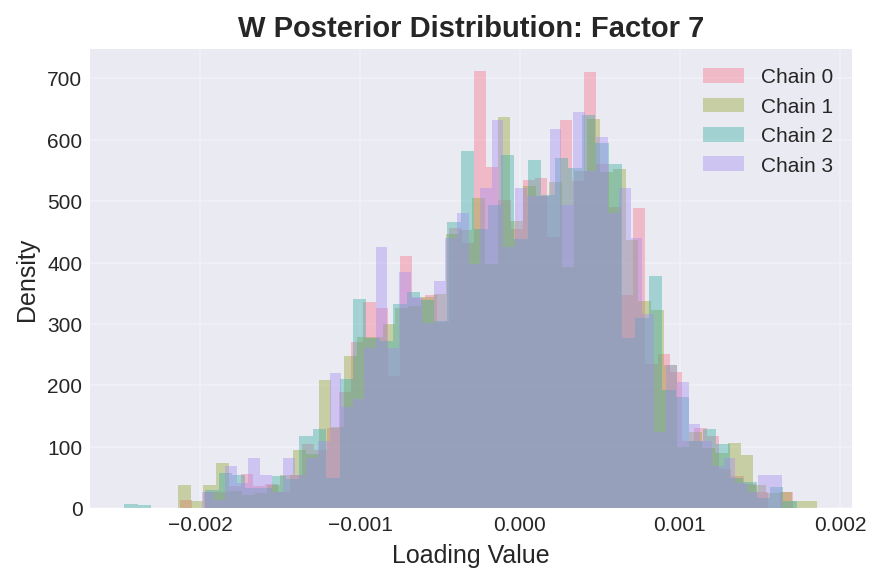 W Posterior Distribution: Factor 7
Chain 0
Chain 1
Chain 2
Chain 3
Density
700
600
500
400
300
200
100
0
−0.002
−0.001
0.000
0.001
0.002
Loading Value